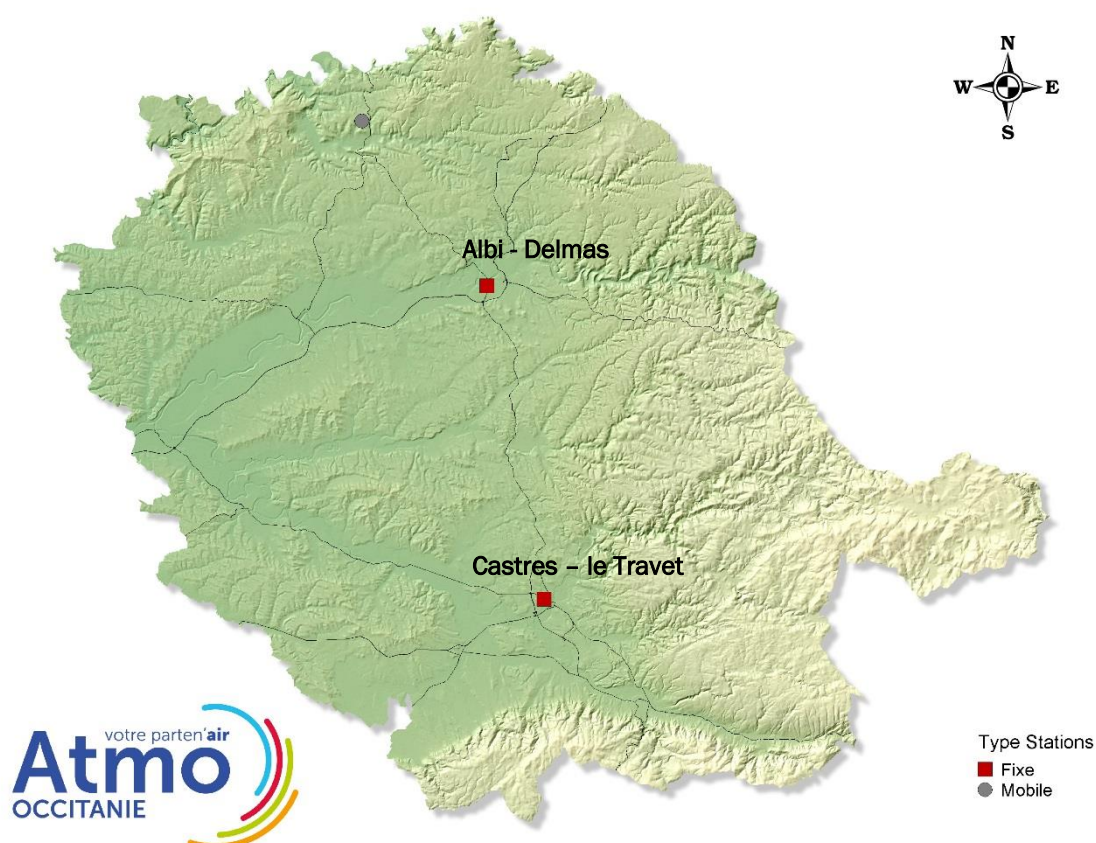 N
W E
S
Albi - Delmas
Castres – le Travet
votre parten'air
Atmo
OCCITANIE
Type Stations
Fixe
Mobile